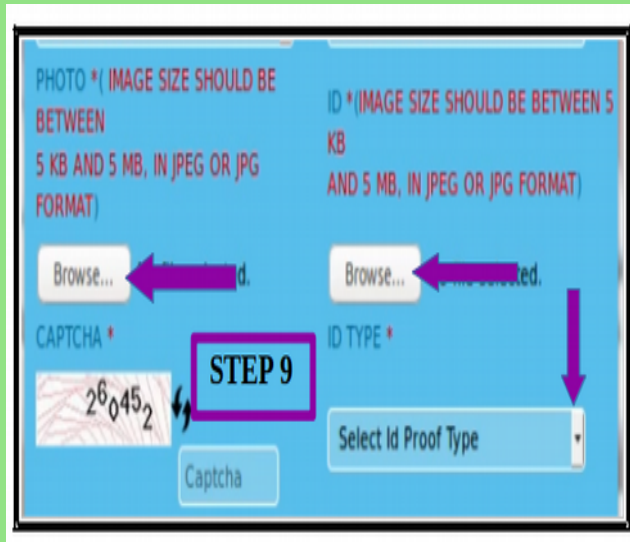 PHOTO *( IMAGE SIZE SHOULD BE
BETWEEN
5 KB AND 5 MB, IN JPEG OR JPG
FORMAT)
Browse...
d.
CAPTCHA *
260452
STEP 9
Captcha
ID *(IMAGE SIZE SHOULD BE BETWEEN 5
KB
AND 5 MB, IN JPEG OR JPG FORMAT)
Browse...
ID TYPE *
Select Id Proof Type